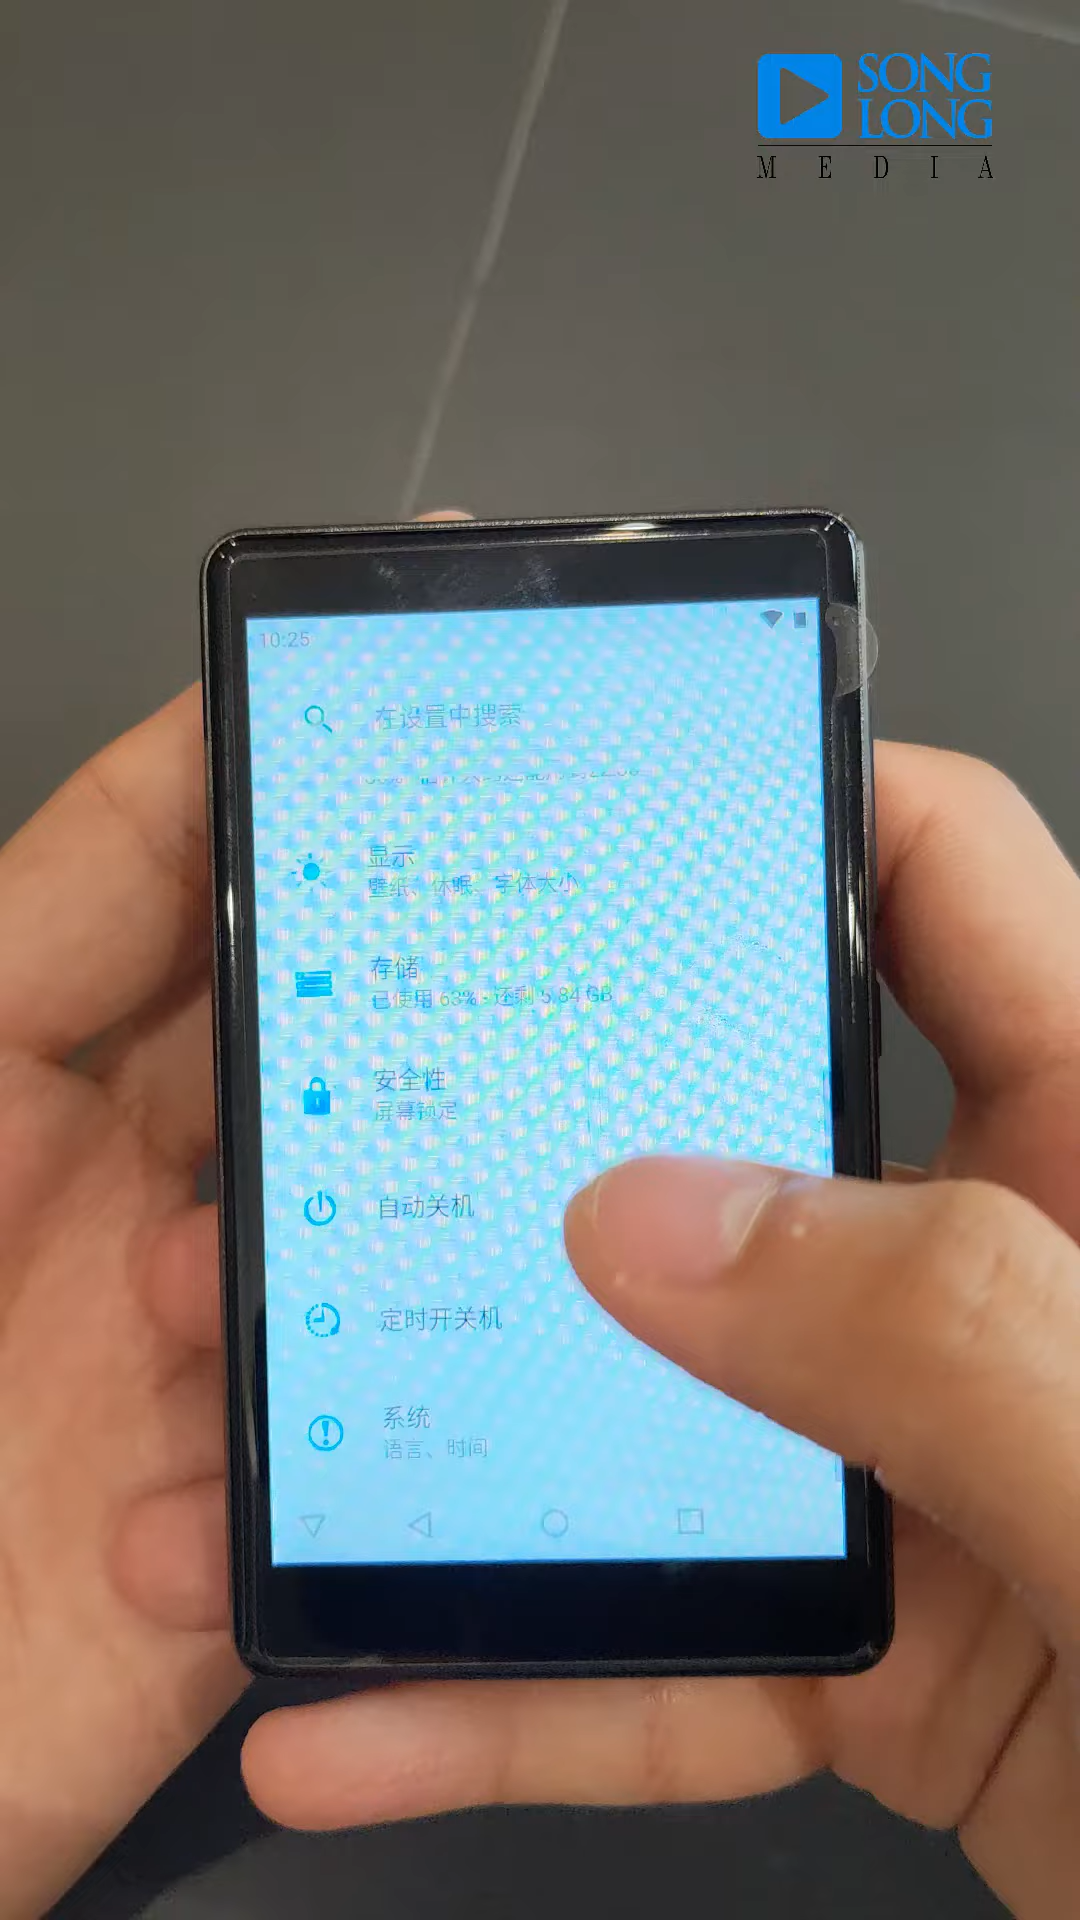 SONG
LONG
MEDIA
10:25
在设置中搜索
显示
壁纸、休眠、字体大小
存储
已使用 63% - 还剩 5.84 GB
安全性
屏幕锁定
自动关机
定时开关机
系统
语言、时间